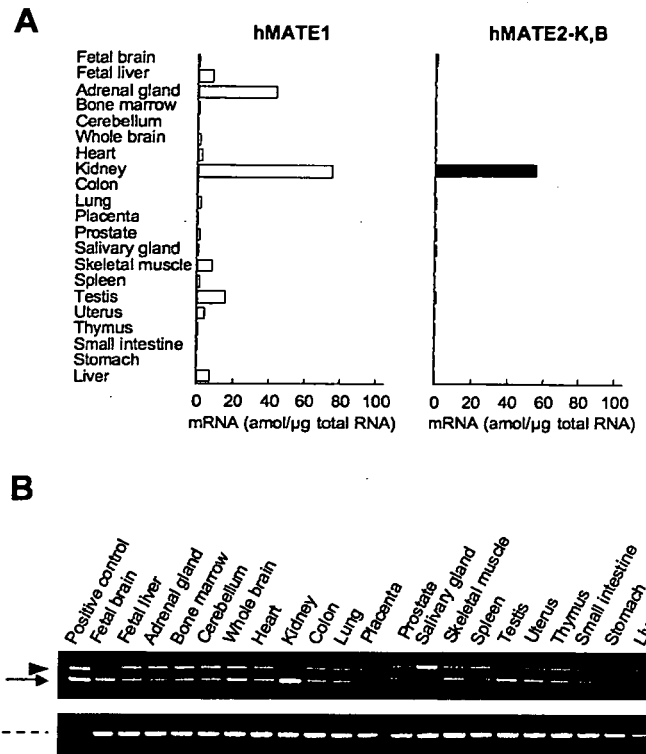 A
hMATE1
hMATE2-K,B
Fetal brain
Fetal liver
Adrenal gland
Bone marrow
Cerebellum
Whole brain
Heart
Kidney
Colon
Lung
Placenta
Prostate
Salivary gland
Skeletal muscle
Spleen
Testis
Uterus
Thymus
Small intestine
Stomach
Liver
0 20 40 60 80 100
0 20 40 60 80 100
mRNA (amol/µg total RNA)
mRNA (amol/µg total RNA)
B
Positive control
Fetal brain
Fetal liver
Adrenal gland
Bone marrow
Cerebellum
Whole brain
Heart
Kidney
Colon
Lung
Placenta
Prostate
Salivary gland
Skeletal muscle
Spleen
Testis
Uterus
Thymus
Small intestine
Stomach